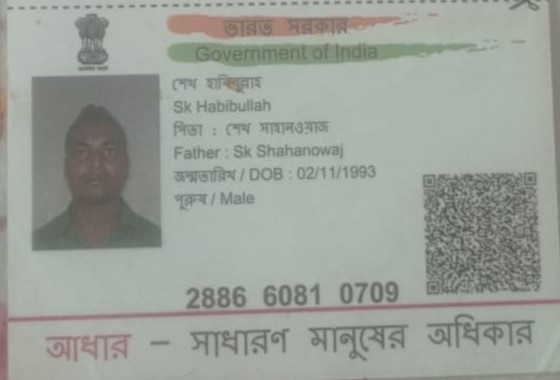 ভারত সরকার
Government of India
শেখ হাবিবুল্লাহ
Sk Habibullah
পিতা : শেখ সাহানওয়াজ
Father : Sk Shahanowaj
জন্মতারিখ / DOB : 02/11/1993
পুরুষ / Male
2886 6081 0709
আধার – সাধারণ মানুষের অধিকার